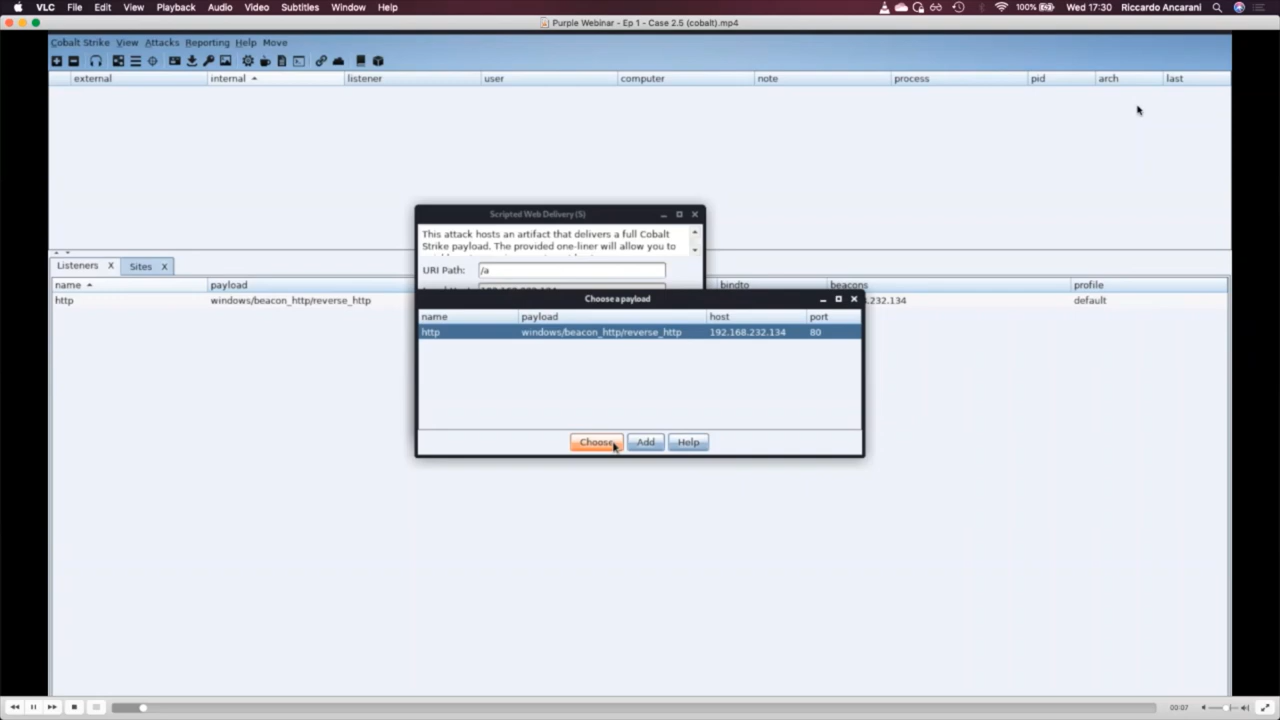 VLC File Edit View Playback Audio Video Subtitles Window Help 100% Wed 17:30 Riccardo Ancarani
Purple Webinar - Ep 1 - Case 2.5 (cobalt).mp4
Cobalt Strike View Attacks Reporting Help Move
external internal listener user computer note process pid arch last
Scripted Web Delivery (S)
This attack hosts an artifact that delivers a full Cobalt
Strike payload. The provided one-liner will allow you to
Listeners X Sites X
URI Path: /a
name payload bindto beacons profile
Choose a payload
http windows/beacon_http/reverse_http .232.134 default
name payload host port
http windows/beacon_http/reverse_http 192.168.232.134 80
Choose Add Help
00:07